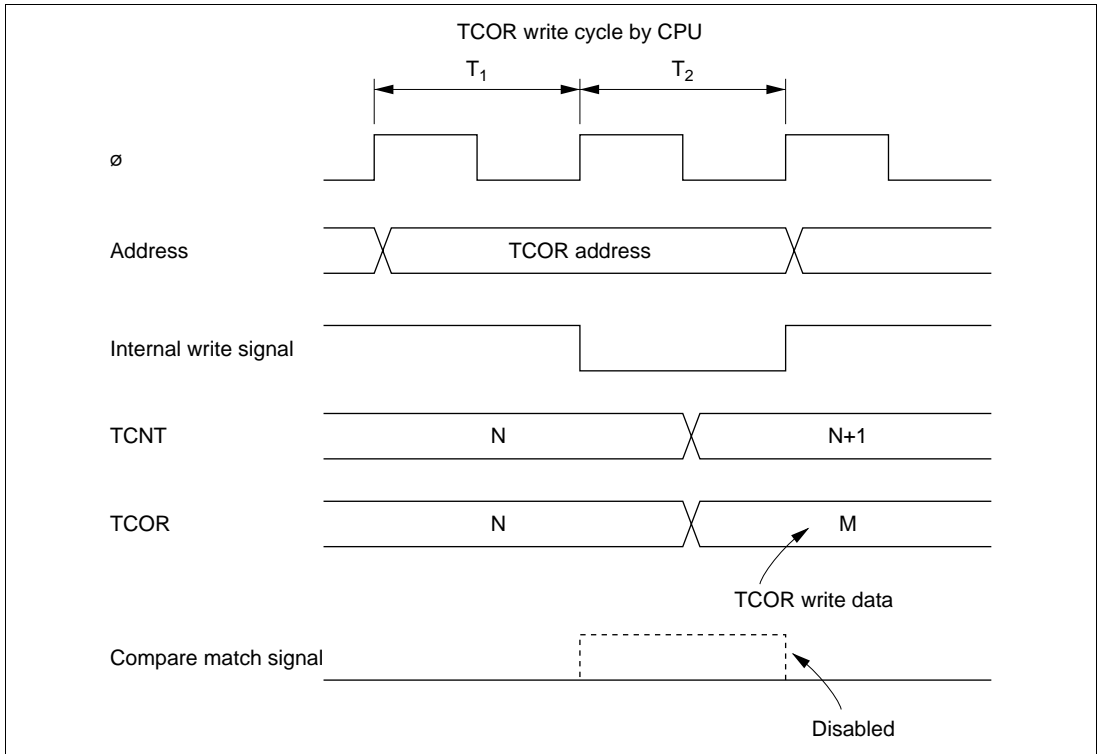 TCOR write cycle by CPU
T1 T2
ø
Address TCOR address
Internal write signal
TCNT N N+1
TCOR N M
TCOR write data
Compare match signal
Disabled